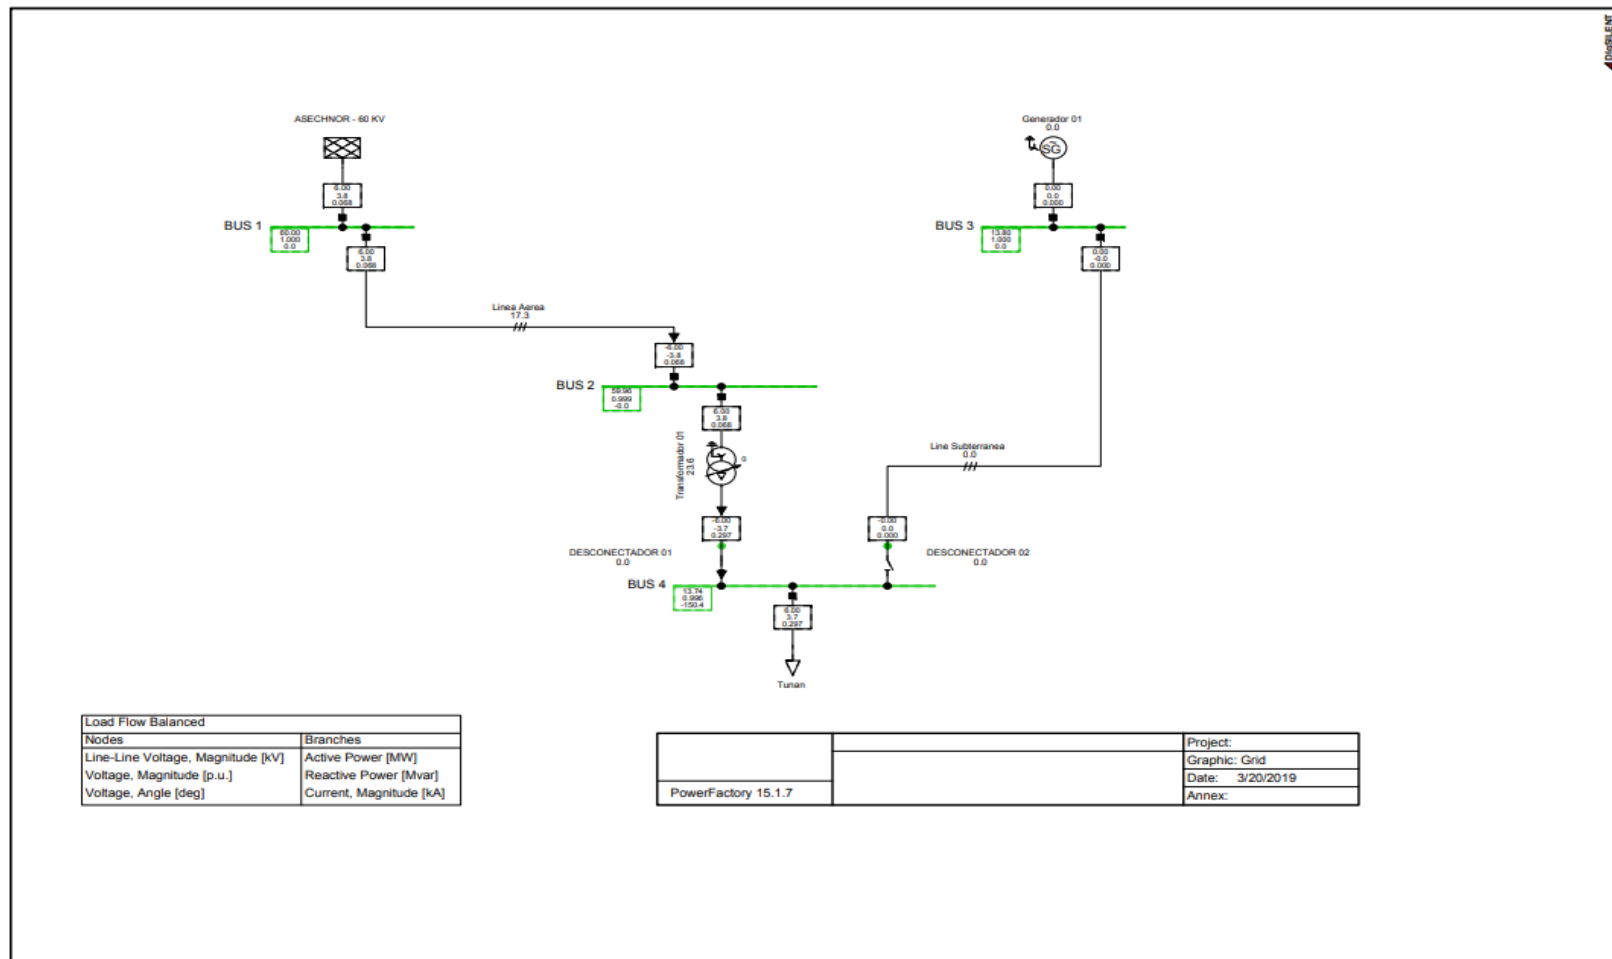 DIgSILENT
ASECHNOR - 60 KV
6.00
3.8
0.068
BUS 1
60.00
1.000
0.0
6.00
3.8
0.068
Generador 01
0.0
SG
0.00
0.0
0.000
BUS 3
13.80
1.000
0.0
0.00
-0.0
0.000
Linea Aerea
17.3
-6.00
-3.8
0.068
BUS 2
59.96
0.999
-0.0
6.00
3.8
0.068
Transformador 01
23.6
0
Line Subterranea
0.0
-6.00
-3.7
0.297
-0.00
0.0
0.000
DESCONECTADOR 01
0.0
DESCONECTADOR 02
0.0
BUS 4
13.74
0.996
-150.4
6.00
3.7
0.297
Tunan
Load Flow Balanced
Nodes Branches
Line-Line Voltage, Magnitude [kV] Active Power [MW]
Voltage, Magnitude [p.u.] Reactive Power [Mvar]
Voltage, Angle [deg] Current, Magnitude [kA]
PowerFactory 15.1.7
Project:
Graphic: Grid
Date: 3/20/2019
Annex: